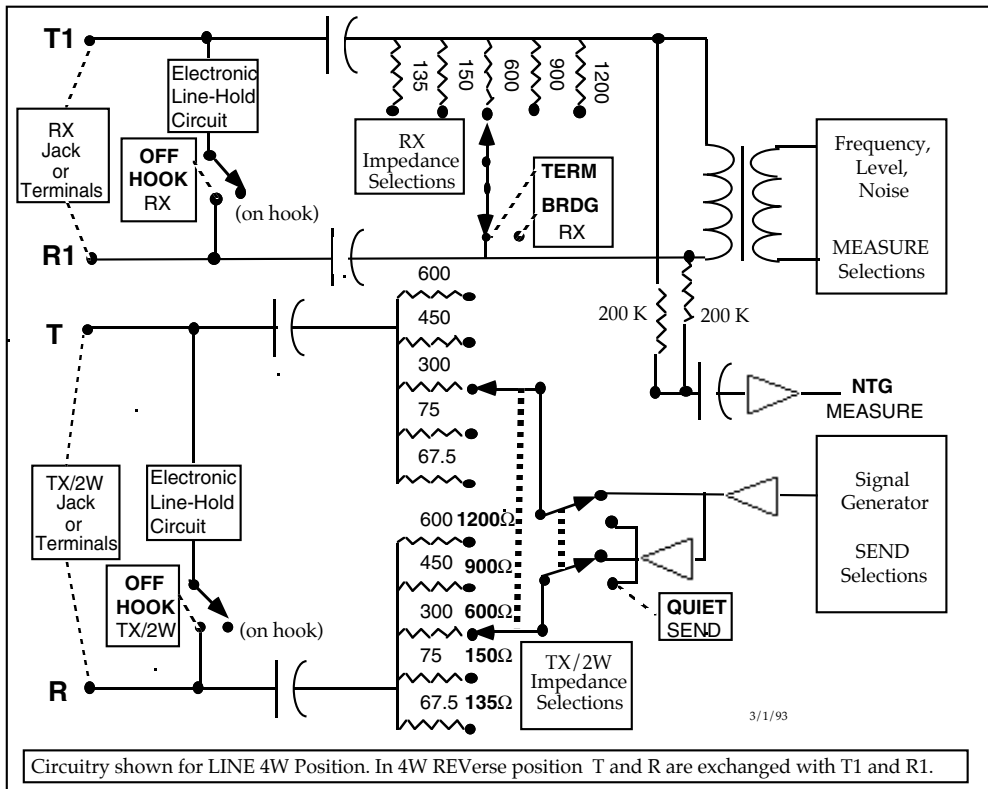 T1
Electronic
Line-Hold
Circuit
RX
Jack
or
Terminals
OFF
HOOK
RX
(on hook)
R1
135
150
600
900
1200
RX
Impedance
Selections
TERM
BRDG
RX
Frequency,
Level,
Noise
MEASURE
Selections
200 K
200 K
NTG
MEASURE
T
600
450
300
75
67.5
TX/2W
Jack
or
Terminals
Electronic
Line-Hold
Circuit
OFF
HOOK
TX/2W
(on hook)
R
600 1200Ω
450 900Ω
300 600Ω
75 150Ω
67.5 135Ω
Signal
Generator
SEND
Selections
QUIET
SEND
TX/2W
Impedance
Selections
3/1/93
Circuitry shown for LINE 4W Position. In 4W REVerse position T and R are exchanged with T1 and R1.